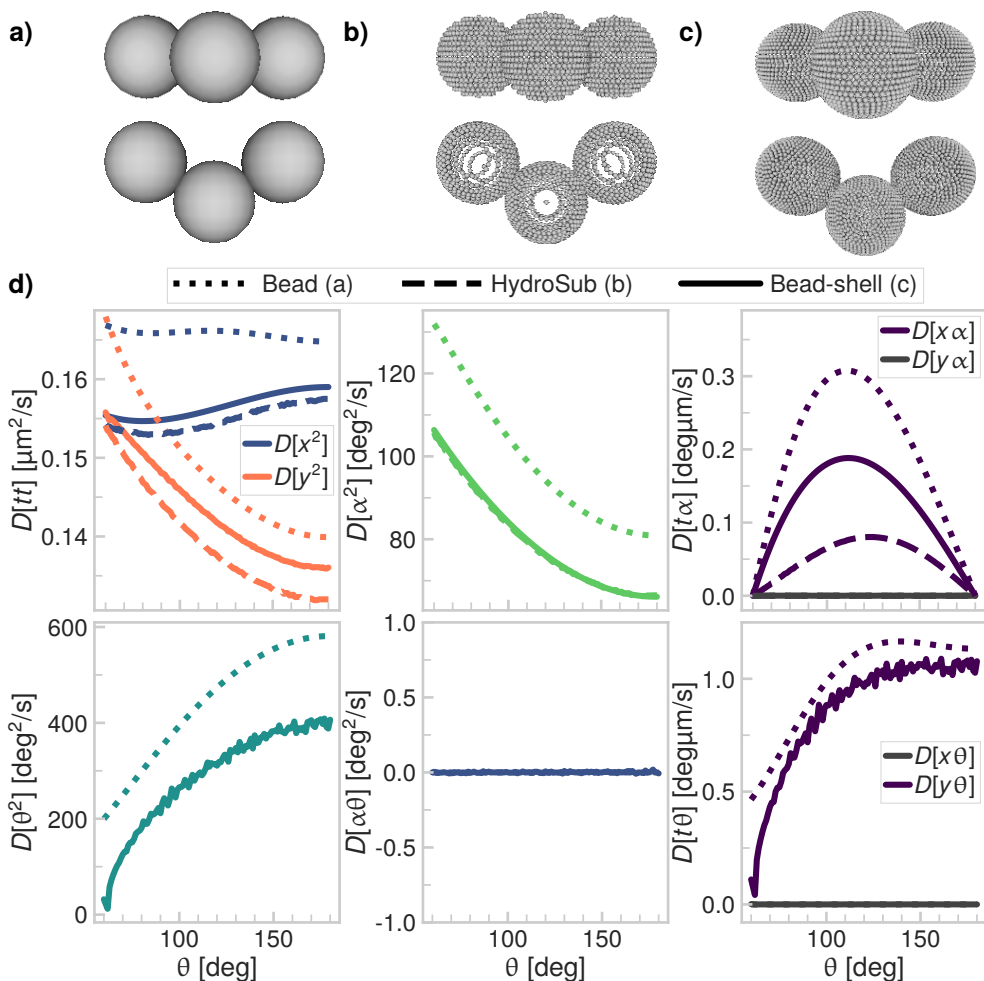 a)
b)
c)
d)
Bead (a)
HydroSub (b)
Bead-shell (c)
D[tt] [µm²/s]
0.16
0.15
0.14
D[x²]
D[y²]
D[α²] [deg²/s]
120
100
80
D[tα] [degµm/s]
0.3
0.2
0.1
0.0
D[xα]
D[yα]
D[θ²] [deg²/s]
600
400
200
0
100
150
θ [deg]
D[αθ] [deg²/s]
1.0
0.5
0.0
-0.5
-1.0
100
150
θ [deg]
D[tθ] [degµm/s]
1.0
0.5
0.0
D[xθ]
D[yθ]
100
150
θ [deg]